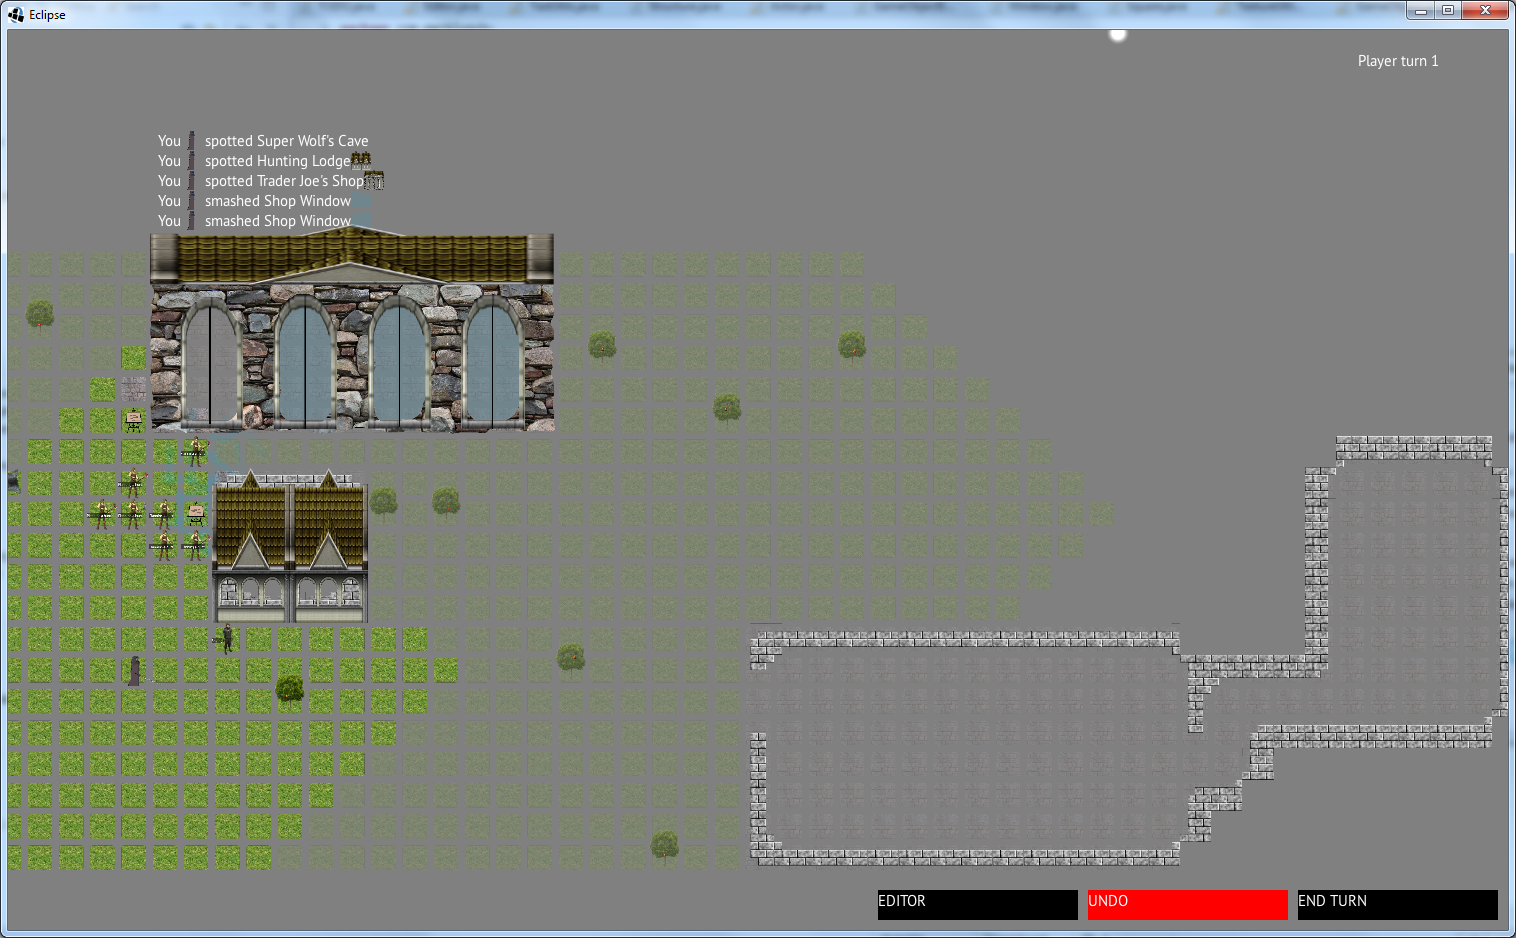 Eclipse
Player turn 1
You spotted Super Wolf's Cave
You spotted Hunting Lodge
You spotted Trader Joe's Shop
You smashed Shop Window
You smashed Shop Window
EDITOR
UNDO
END TURN